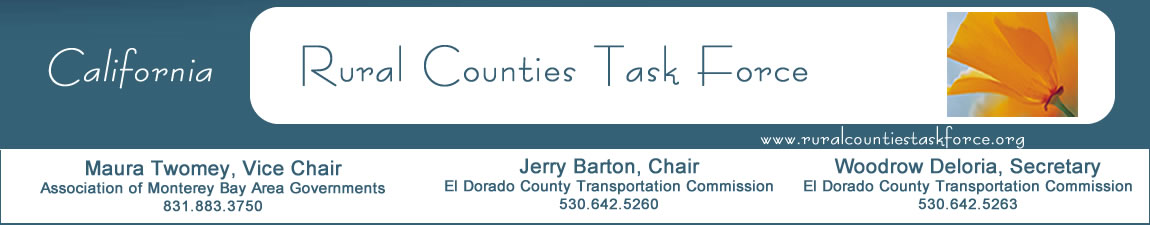 California
Rural Counties Task Force
www.ruralcountiestaskforce.org
Maura Twomey, Vice Chair
Association of Monterey Bay Area Governments
831.883.3750
Jerry Barton, Chair
El Dorado County Transportation Commission
530.642.5260
Woodrow Deloria, Secretary
El Dorado County Transportation Commission
530.642.5263